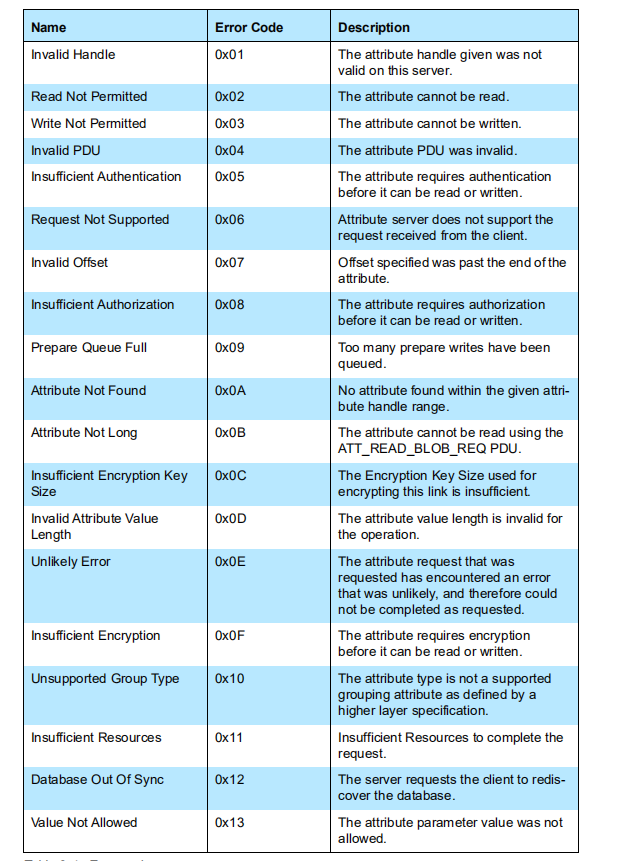 Name Error Code Description
Invalid Handle 0x01 The attribute handle given was not
valid on this server.
Read Not Permitted 0x02 The attribute cannot be read.
Write Not Permitted 0x03 The attribute cannot be written.
Invalid PDU 0x04 The attribute PDU was invalid.
Insufficient Authentication 0x05 The attribute requires authentication
before it can be read or written.
Request Not Supported 0x06 Attribute server does not support the
request received from the client.
Invalid Offset 0x07 Offset specified was past the end of the
attribute.
Insufficient Authorization 0x08 The attribute requires authorization
before it can be read or written.
Prepare Queue Full 0x09 Too many prepare writes have been
queued.
Attribute Not Found 0x0A No attribute found within the given attri-
bute handle range.
Attribute Not Long 0x0B The attribute cannot be read using the
ATT_READ_BLOB_REQ PDU.
Insufficient Encryption Key 0x0C The Encryption Key Size used for
Size encrypting this link is insufficient.
Invalid Attribute Value 0x0D The attribute value length is invalid for
Length the operation.
Unlikely Error 0x0E The attribute request that was
requested has encountered an error
that was unlikely, and therefore could
not be completed as requested.
Insufficient Encryption 0x0F The attribute requires encryption
before it can be read or written.
Unsupported Group Type 0x10 The attribute type is not a supported
grouping attribute as defined by a
higher layer specification.
Insufficient Resources 0x11 Insufficient Resources to complete the
request.
Database Out Of Sync 0x12 The server requests the client to redis-
cover the database.
Value Not Allowed 0x13 The attribute parameter value was not
allowed.